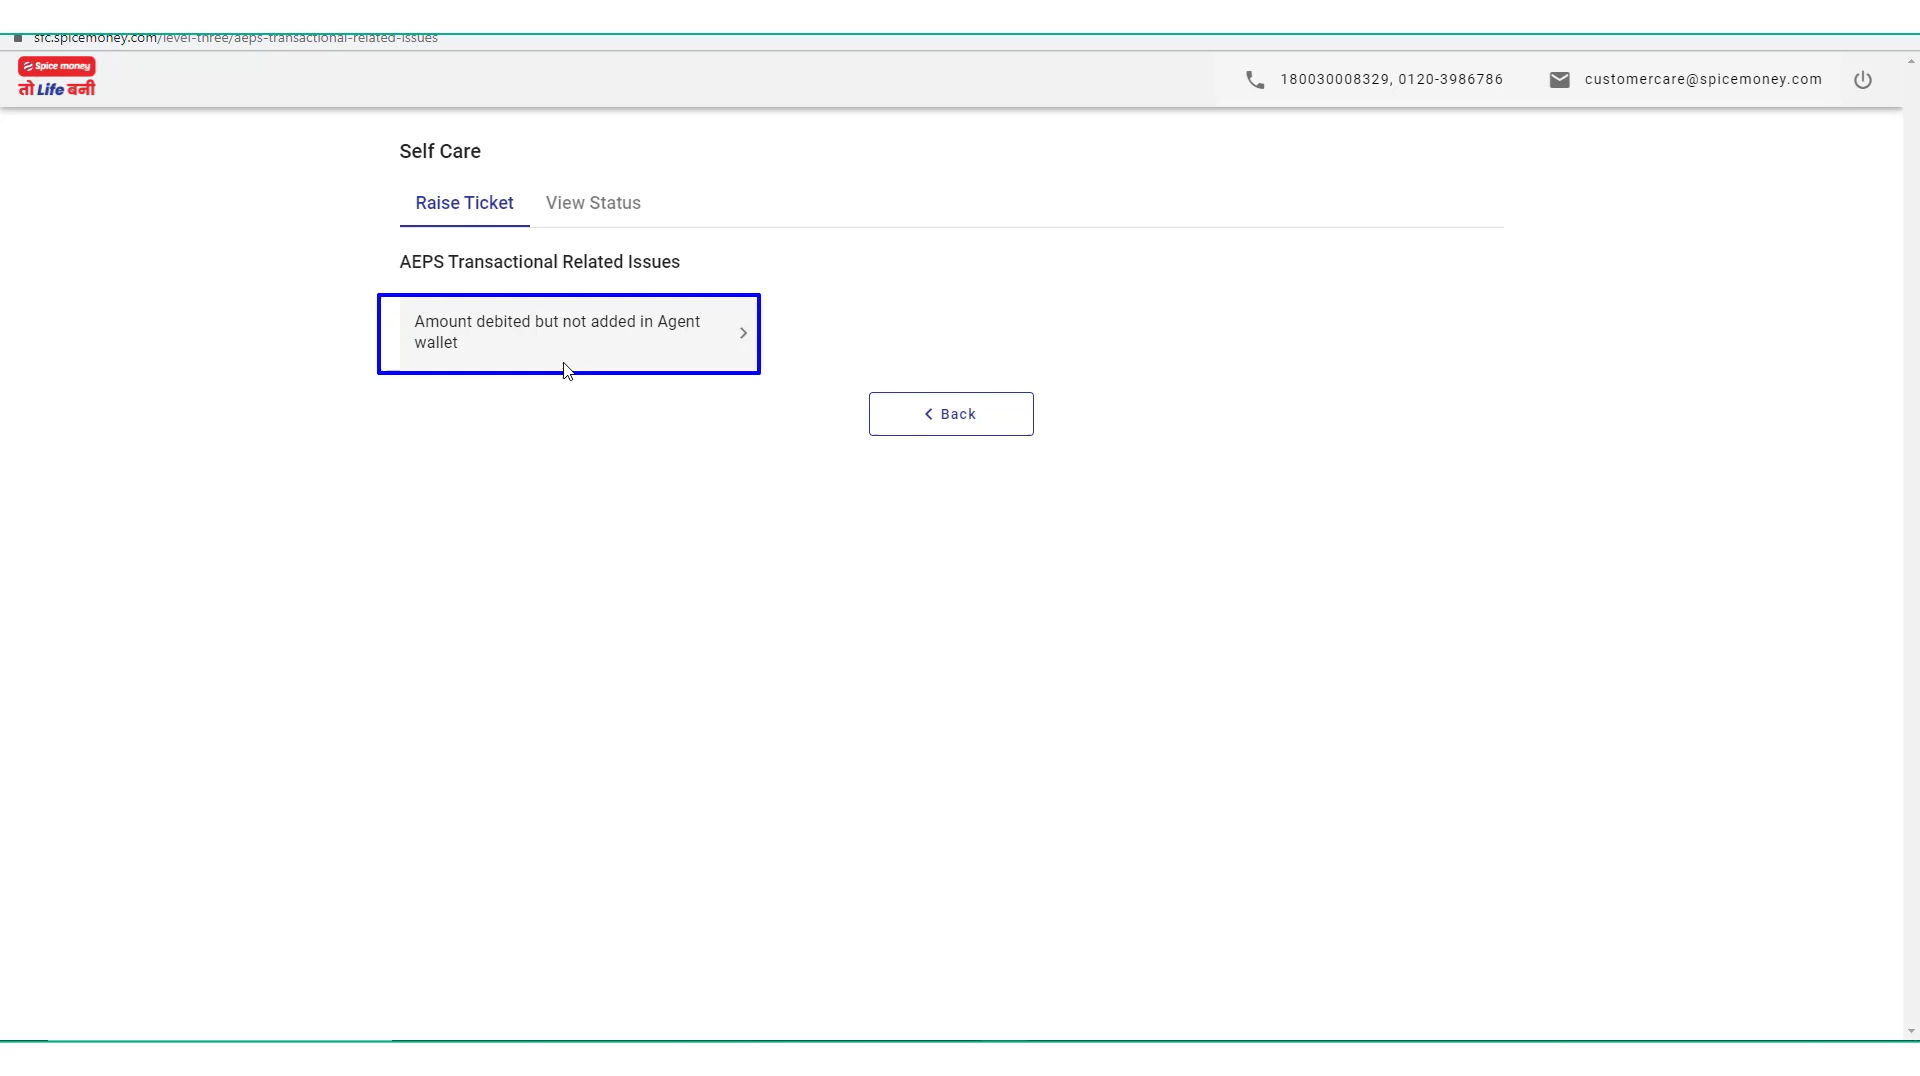 sfc.spicemoney.com/level-three/aeps-transactional-related-issues
Spice money
तो Life बनी
180030008329, 0120-3986786
customercare@spicemoney.com
Self Care
Raise Ticket
View Status
AEPS Transactional Related Issues
Amount debited but not added in Agent
wallet
Back